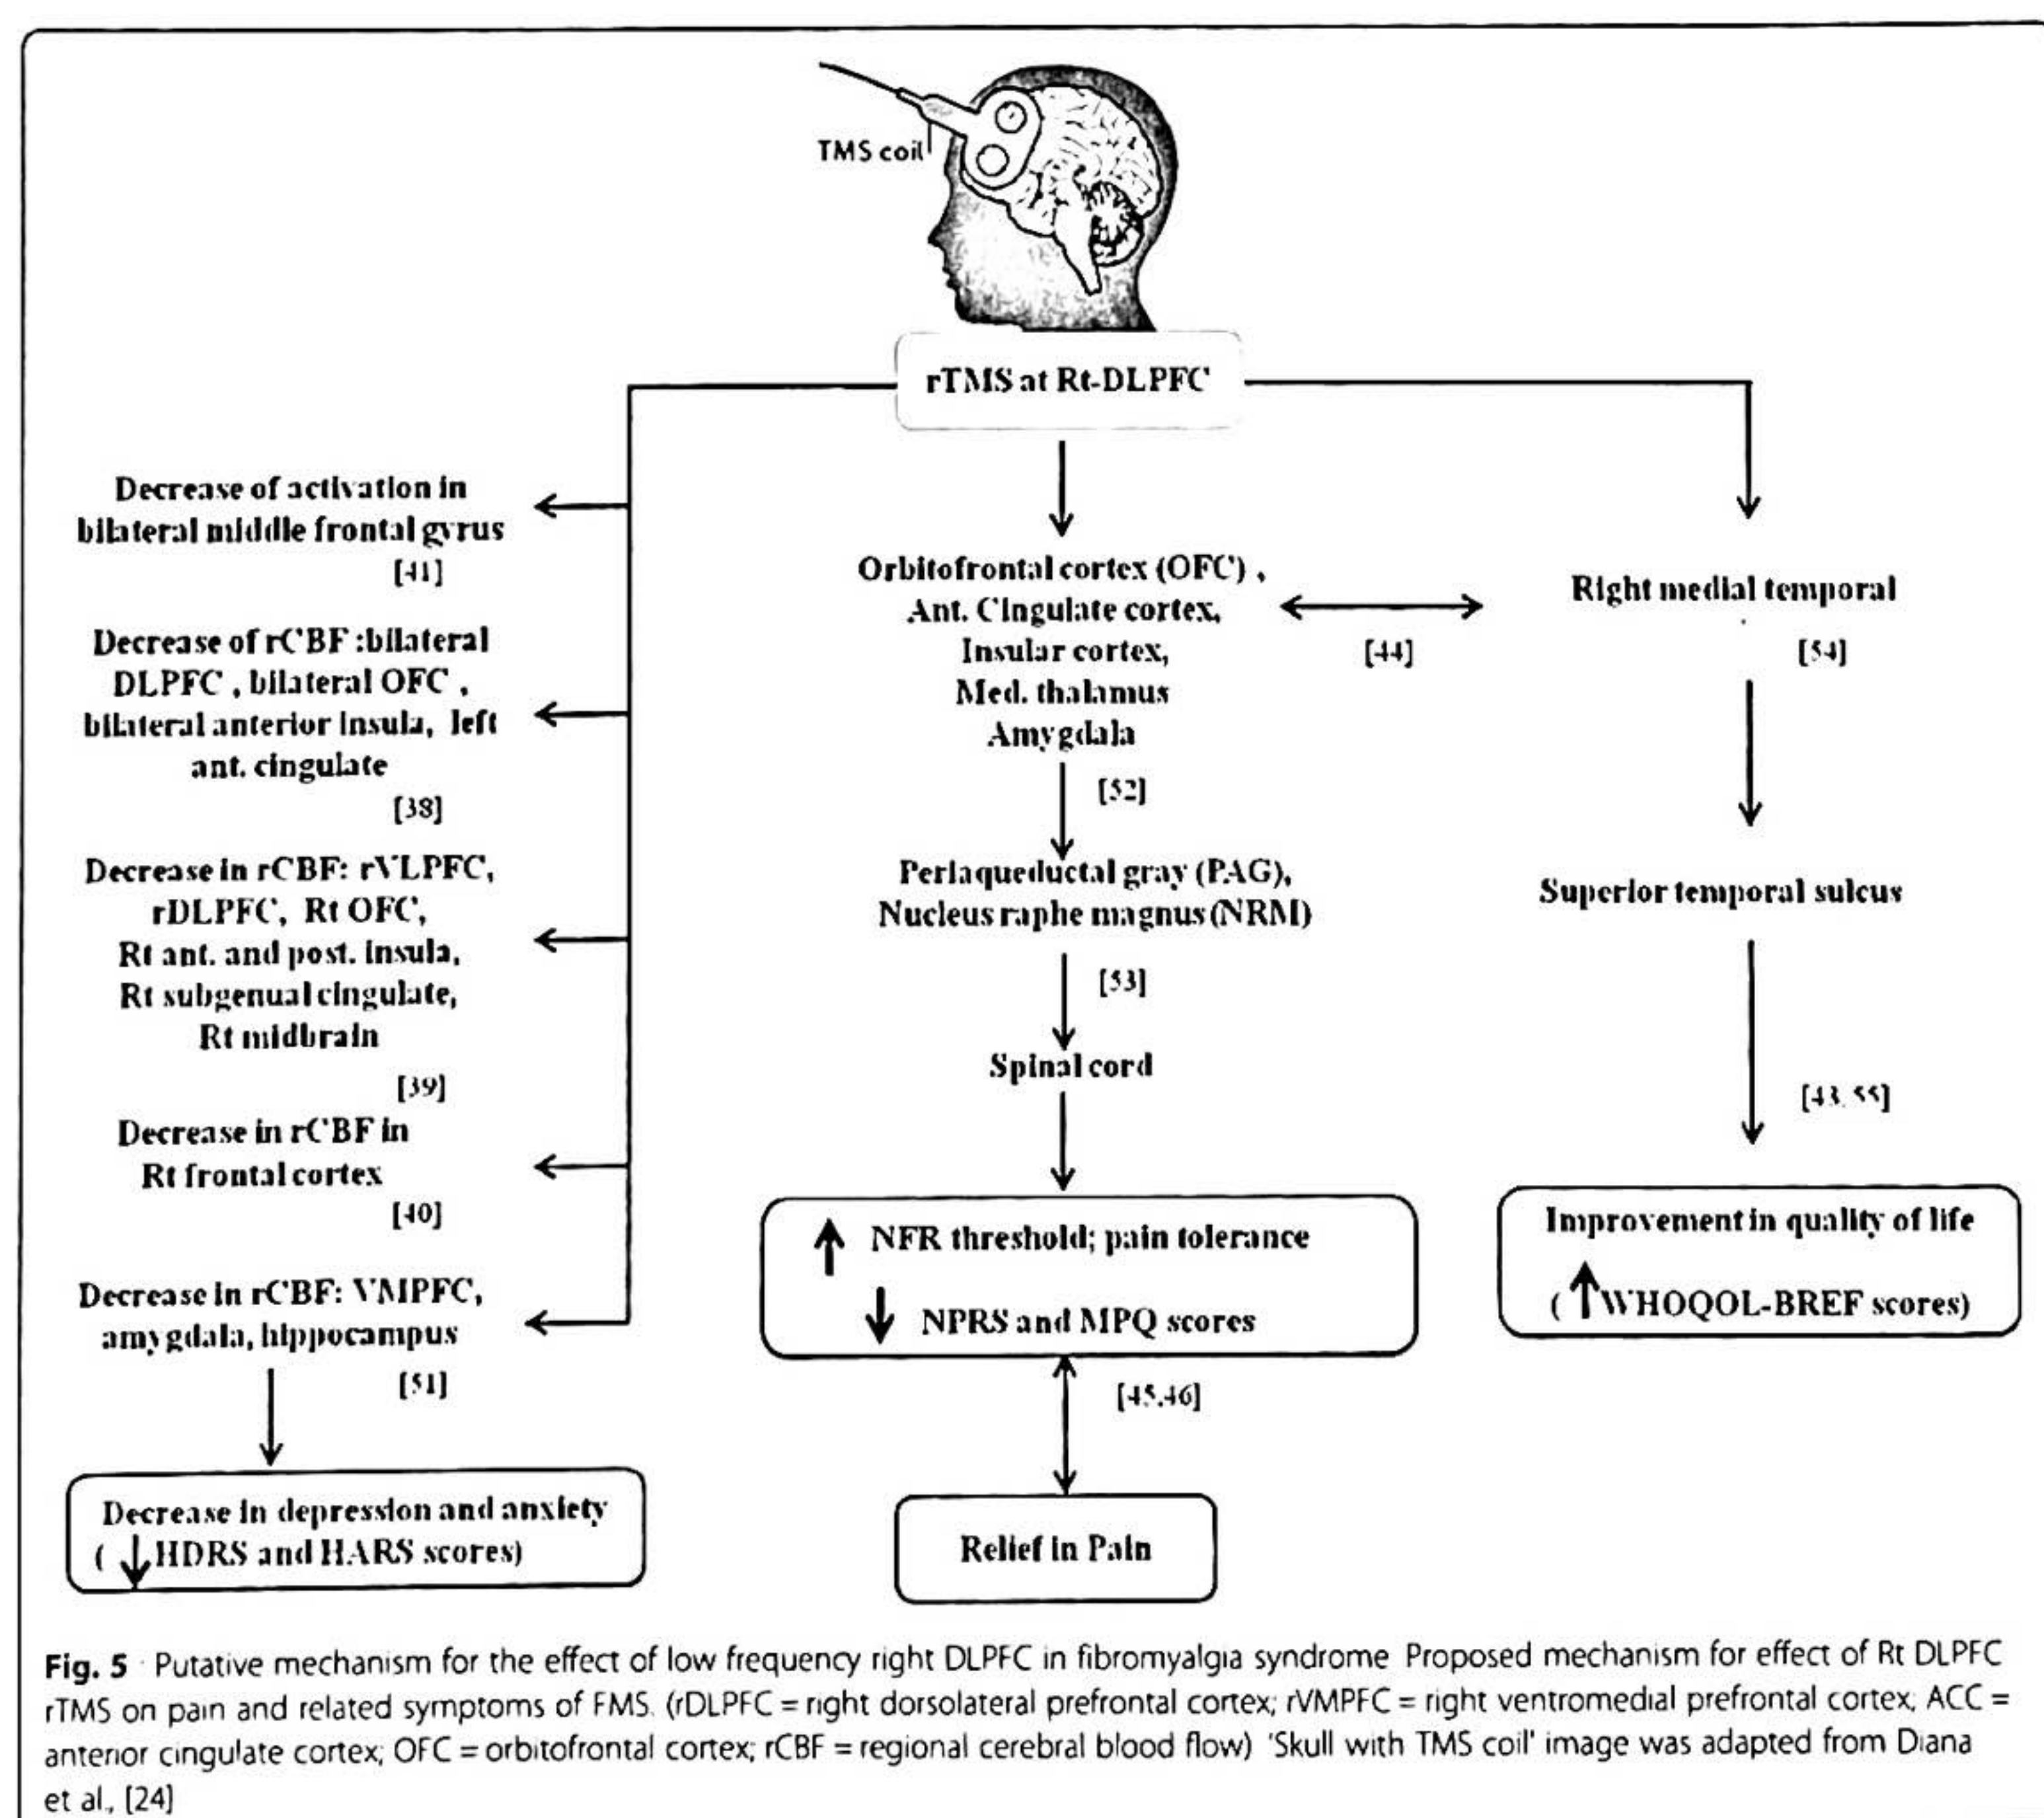 TMS coil
rTMS at Rt-DLPFC
Decrease of activation in
bilateral middle frontal gyrus
[41]
Decrease of rCBF :bilateral
DLPFC , bilateral OFC ,
bilateral anterior insula, left
ant. cingulate
[38]
Decrease in rCBF: rVLPFC,
rDLPFC, Rt OFC,
Rt ant. and post. insula,
Rt subgenual cingulate,
Rt midbrain
[39]
Decrease in rCBF in
Rt frontal cortex
[40]
Decrease in rCBF: VMPFC,
amygdala, hippocampus
[51]
Decrease in depression and anxiety
( ↓HDRS and HARS scores)
Orbitofrontal cortex (OFC) ,
Ant. Cingulate cortex,
Insular cortex,
Med. thalamus
Amygdala
[52]
Periaqueductal gray (PAG),
Nucleus raphe magnus(NRM)
[53]
Spinal cord
↑ NFR threshold; pain tolerance
↓ NPRS and MPQ scores
[45,46]
Relief in Pain
[44]
Right medial temporal
[54]
Superior temporal sulcus
[43, 55]
Improvement in quality of life
( ↑WHOQOL-BREF scores)
Fig. 5 Putative mechanism for the effect of low frequency right DLPFC in fibromyalgia syndrome Proposed mechanism for effect of Rt DLPFC
rTMS on pain and related symptoms of FMS. (rDLPFC = right dorsolateral prefrontal cortex; rVMPFC = right ventromedial prefrontal cortex; ACC =
anterior cingulate cortex; OFC = orbitofrontal cortex; rCBF = regional cerebral blood flow) 'Skull with TMS coil' image was adapted from Diana
et al., [24]